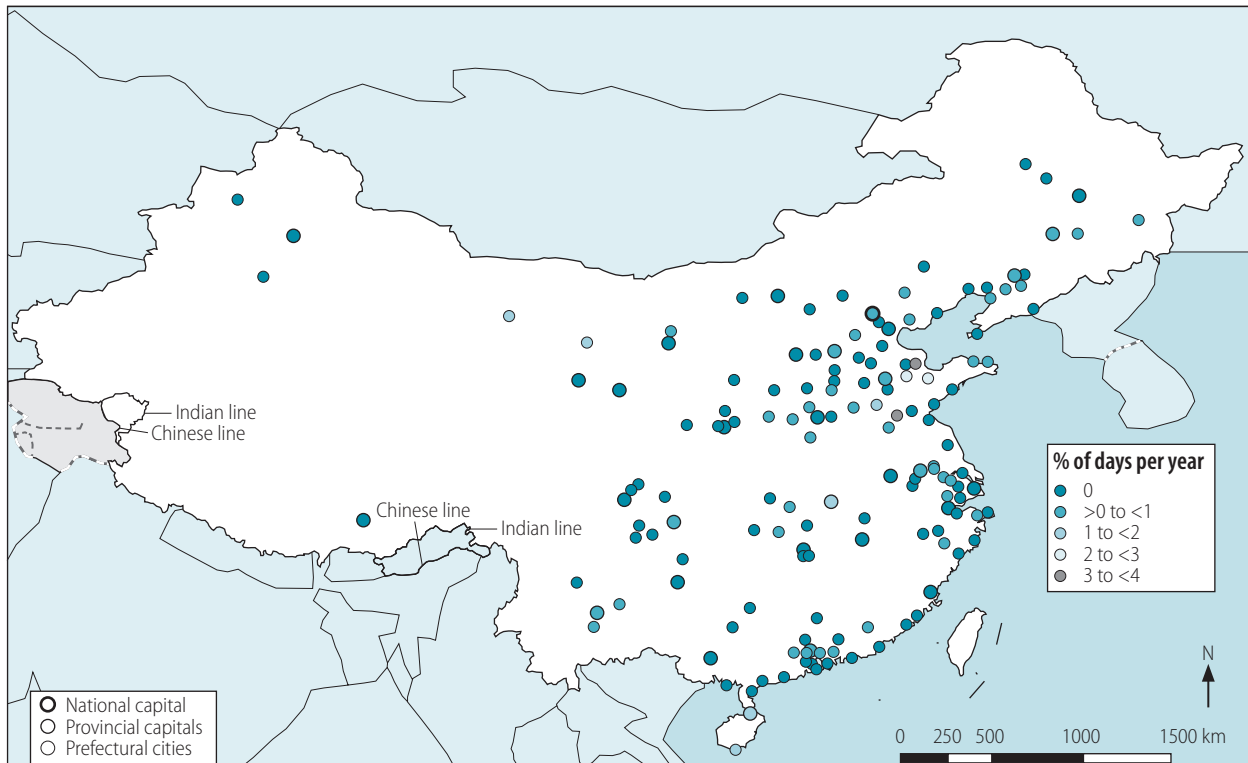 Indian line
Chinese line
Chinese line
Indian line
% of days per year
0
>0 to <1
1 to <2
2 to <3
3 to <4
National capital
Provincial capitals
Prefectural cities
N
0 250 500 1000 1500 km